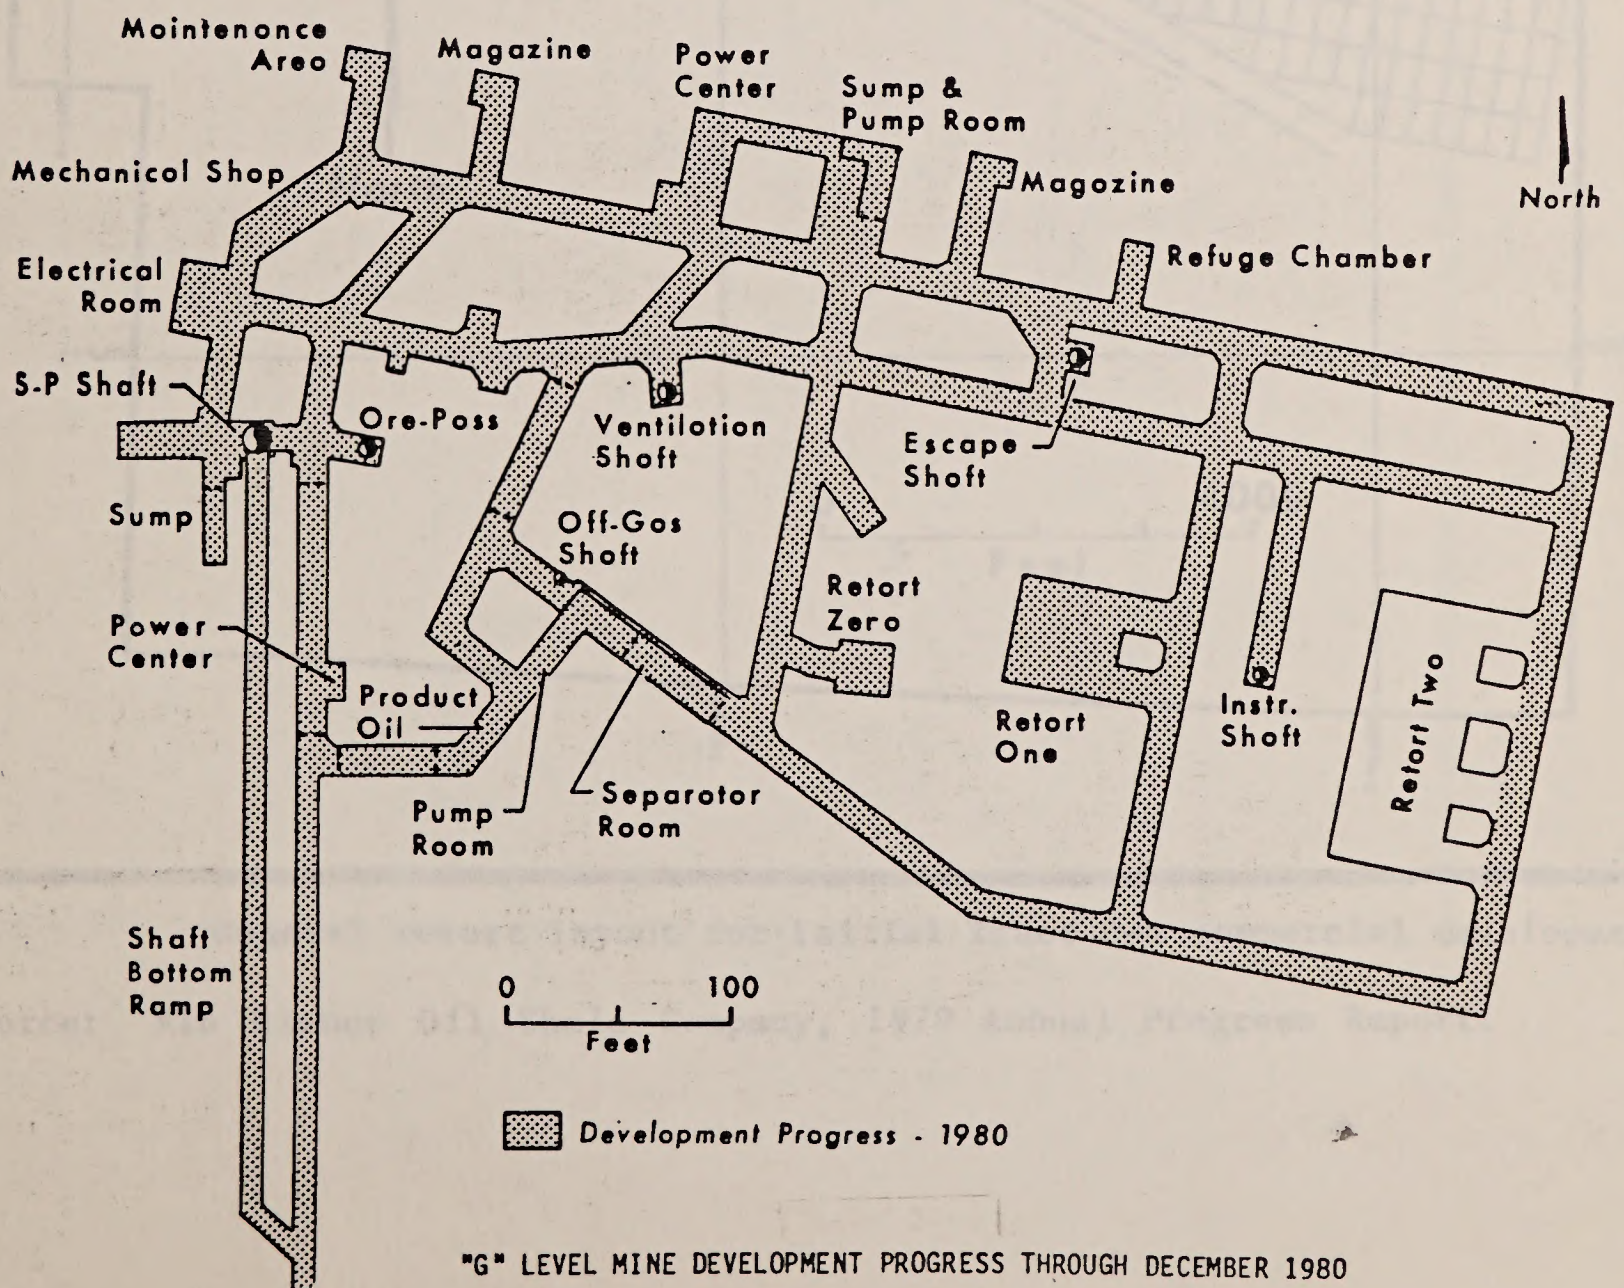 Maintenance
Area
Magazine
Power
Center
Sump &
Pump Room
Magazine
North
Mechanical Shop
Refuge Chamber
Electrical
Room
S-P Shaft
Ore-Pass
Ventilation
Shaft
Escape
Shaft
Sump
Off-Gas
Shaft
Retort
Zero
Power
Center
Product
Oil
Retort
One
Instr.
Shaft
Retort Two
Pump
Room
Separator
Room
Shaft
Bottom
Ramp
0 100
Feet
Development Progress - 1980
"G" LEVEL MINE DEVELOPMENT PROGRESS THROUGH DECEMBER 1980